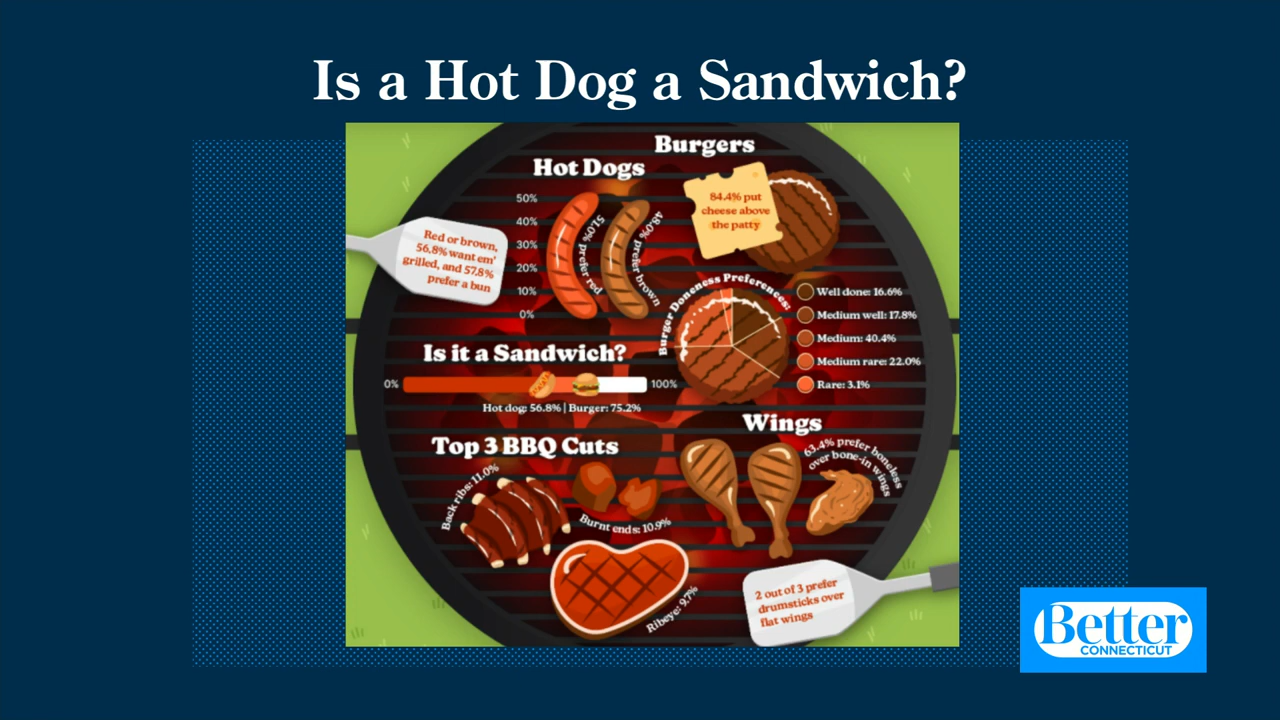 Is a Hot Dog a Sandwich?
Burgers
Hot Dogs
84.4% put
cheese above
the patty
50%
40%
30%
20%
10%
0%
51.0% prefer red
48.0% prefer brown
Red or brown,
56.8% want em'
grilled, and 57.8%
prefer a bun
Burger Doneness Preferences:
Well done: 16.6%
Medium well: 17.8%
Medium: 40.4%
Medium rare: 22.0%
Rare: 3.1%
Is it a Sandwich?
0%
100%
Hot dog: 56.8% | Burger: 75.2%
Wings
63.4% prefer boneless
over bone-in wings
Top 3 BBQ Cuts
Back ribs: 11.0%
Burnt ends: 10.9%
Ribeye: 9.7%
2 out of 3 prefer
drumsticks over
flat wings
Better
CONNECTICUT